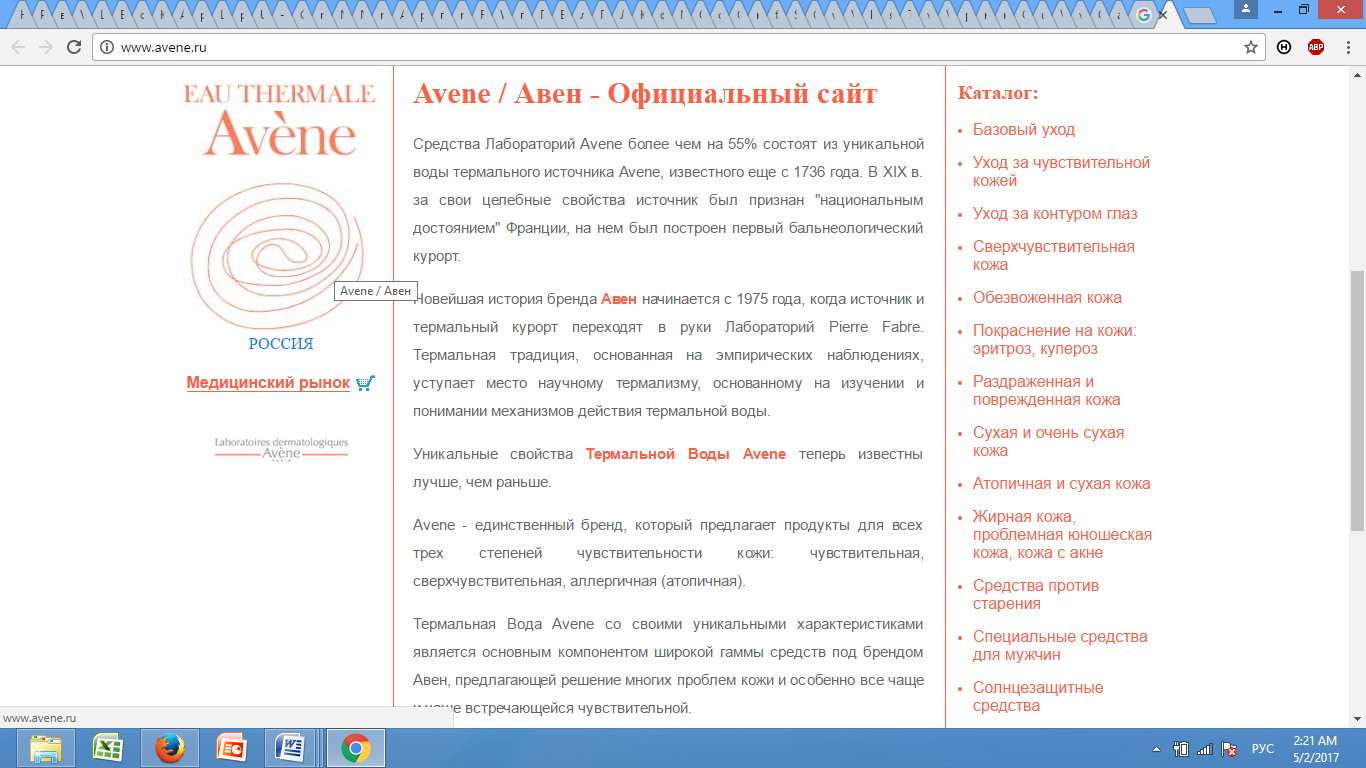 www.avene.ru
EAU THERMALE
Avène
РОССИЯ
Медицинский рынок
Laboratoires dermatologiques
Avène
PARIS
Avene / Авен
Avene / Авен - Официальный сайт
Средства Лабораторий Avene более чем на 55% состоят из уникальной
воды термального источника Avene, известного еще с 1736 года. В XIX в.
за свои целебные свойства источник был признан "национальным
достоянием" Франции, на нем был построен первый бальнеологический
курорт.
Новейшая история бренда Авен начинается с 1975 года, когда источник и
термальный курорт переходят в руки Лабораторий Pierre Fabre.
Термальная традиция, основанная на эмпирических наблюдениях,
уступает место научному термализму, основанному на изучении и
понимании механизмов действия термальной воды.
Уникальные свойства Термальной Воды Avene теперь известны
лучше, чем раньше.
Avene - единственный бренд, который предлагает продукты для всех
трех степеней чувствительности кожи: чувствительная,
сверхчувствительная, аллергичная (атопичная).
Термальная Вода Avene со своими уникальными характеристиками
является основным компонентом широкой гаммы средств под брендом
Авен, предлагающей решение многих проблем кожи и особенно все чаще
и чаще встречающейся чувствительной.
Каталог:
Базовый уход
Уход за чувствительной
кожей
Уход за контуром глаз
Сверхчувствительная
кожа
Обезвоженная кожа
Покраснение на кожи:
эритроз, купероз
Раздраженная и
поврежденная кожа
Сухая и очень сухая
кожа
Атопичная и сухая кожа
Жирная кожа,
проблемная юношеская
кожа, кожа с акне
Средства против
старения
Специальные средства
для мужчин
Солнцезащитные
средства
www.avene.ru
РУС
2:21 AM
5/2/2017